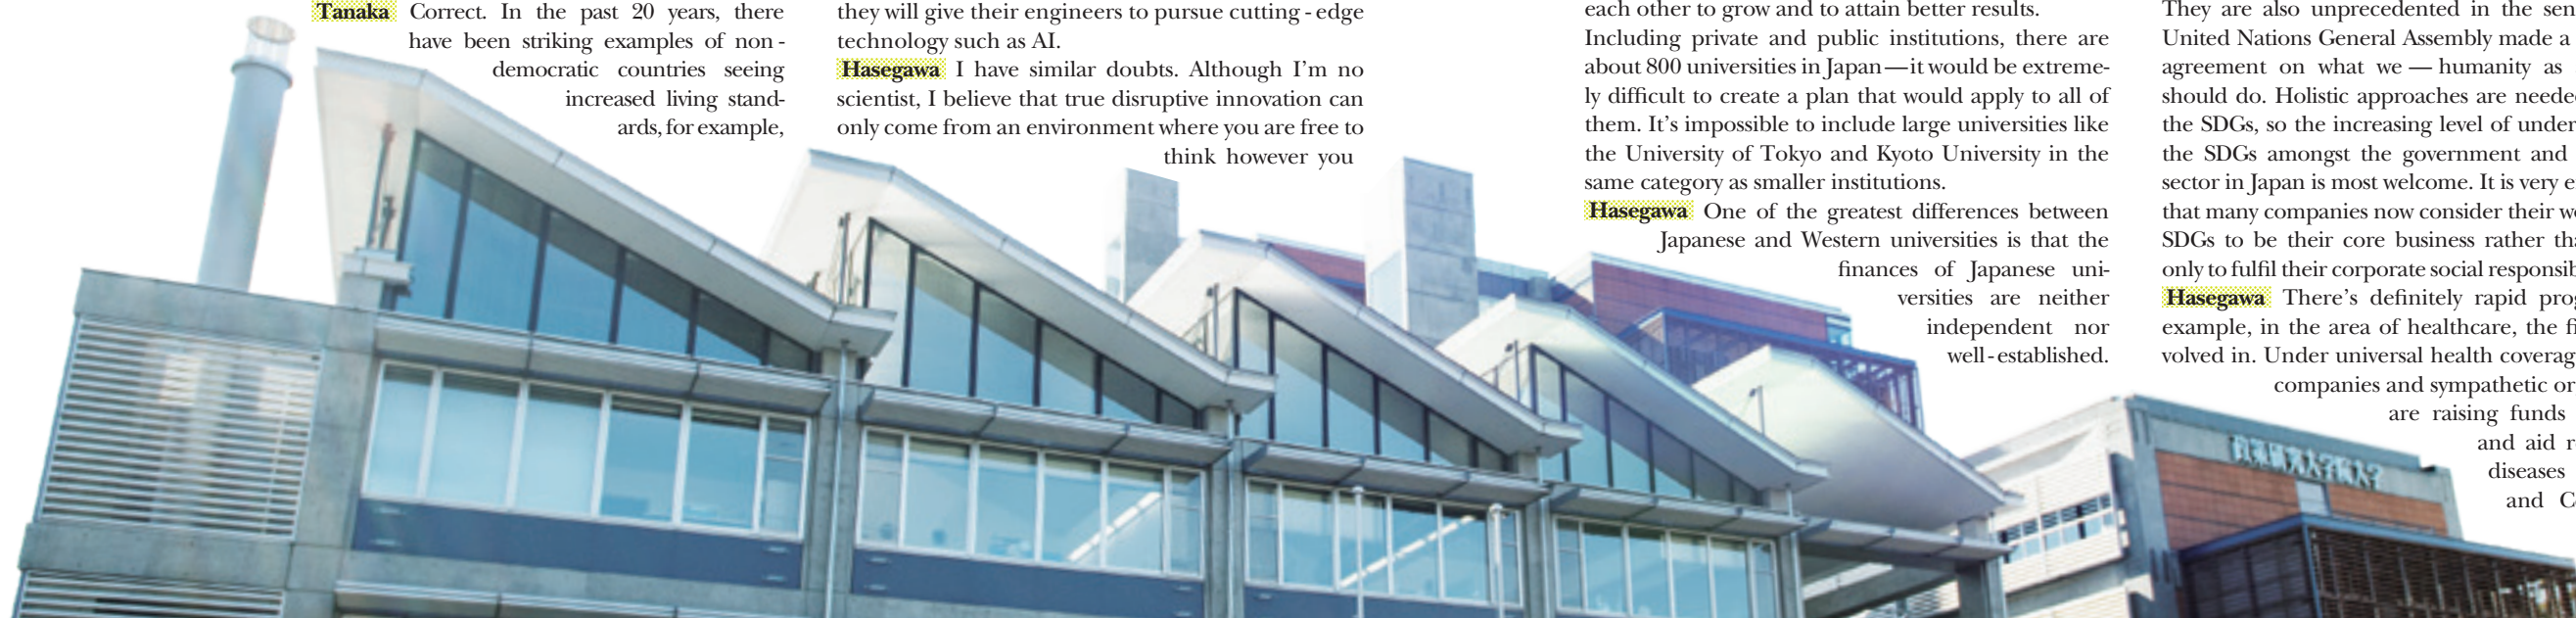 Tanaka Correct. In the past 20 years, there
have been striking examples of non-
democratic countries seeing
increased living stand-
ards, for example,
they will give their engineers to pursue cutting-edge
technology such as AI.
Hasegawa I have similar doubts. Although I’m no
scientist, I believe that true disruptive innovation can
only come from an environment where you are free to
think however you
each other to grow and to attain better results.
Including private and public institutions, there are
about 800 universities in Japan—it would be extreme-
ly difficult to create a plan that would apply to all of
them. It’s impossible to include large universities like
the University of Tokyo and Kyoto University in the
same category as smaller institutions.
Hasegawa One of the greatest differences between
Japanese and Western universities is that the
finances of Japanese uni-
versities are neither
independent nor
well-established.
They are also unprecedented in the sen
United Nations General Assembly made a
agreement on what we — humanity as
should do. Holistic approaches are neede
the SDGs, so the increasing level of under
the SDGs amongst the government and
sector in Japan is most welcome. It is very e
that many companies now consider their w
SDGs to be their core business rather tha
only to fulfil their corporate social responsib
Hasegawa There’s definitely rapid prog
example, in the area of healthcare, the fi
volved in. Under universal health coverag
companies and sympathetic or
are raising funds
and aid r
diseases
and C